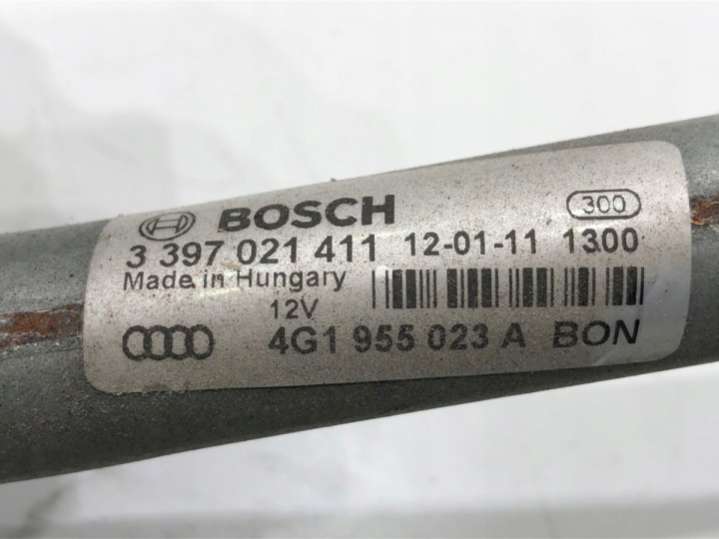 BOSCH 300
3 397 021 411 12-01-11 1300
Made in Hungary
12V
4G1 955 023 A BON